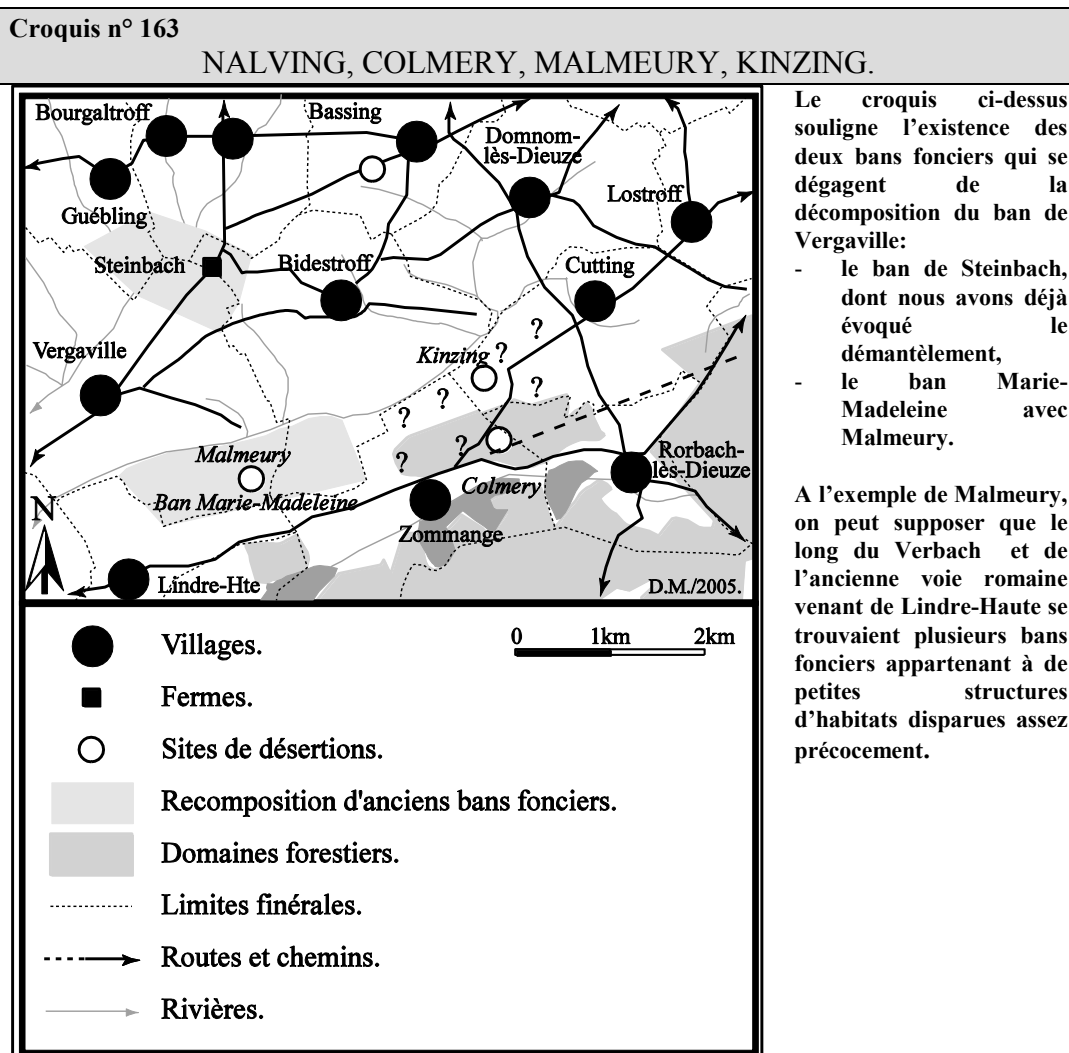 Croquis n° 163
NALVING, COLMERY, MALMEURY, KINZING.
Bourgaltroff
Bassing
Domnom-
lès-Dieuze
Lostroff
Guébling
Steinbach
Bidestroff
Cutting
?
Vergaville
Kinzing
?
?
?
?
?
?
Malmeury
Rorbach-
lès-Dieuze
Ban Marie-Madeleine
Colmery
N
Zommange
Lindre-Hte
D.M./2005.
0 1km 2km
Villages.
Fermes.
Sites de désertions.
Recomposition d'anciens bans fonciers.
Domaines forestiers.
Limites finérales.
Routes et chemins.
Rivières.
Le croquis ci-dessus
souligne l'existence des
deux bans fonciers qui se
dégagent de la
décomposition du ban de
Vergaville:
- le ban de Steinbach,
dont nous avons déjà
évoqué le
démantèlement,
- le ban Marie-
Madeleine avec
Malmeury.
A l'exemple de Malmeury,
on peut supposer que le
long du Verbach et de
l'ancienne voie romaine
venant de Lindre-Haute se
trouvaient plusieurs bans
fonciers appartenant à de
petites structures
d'habitats disparues assez
précocement.